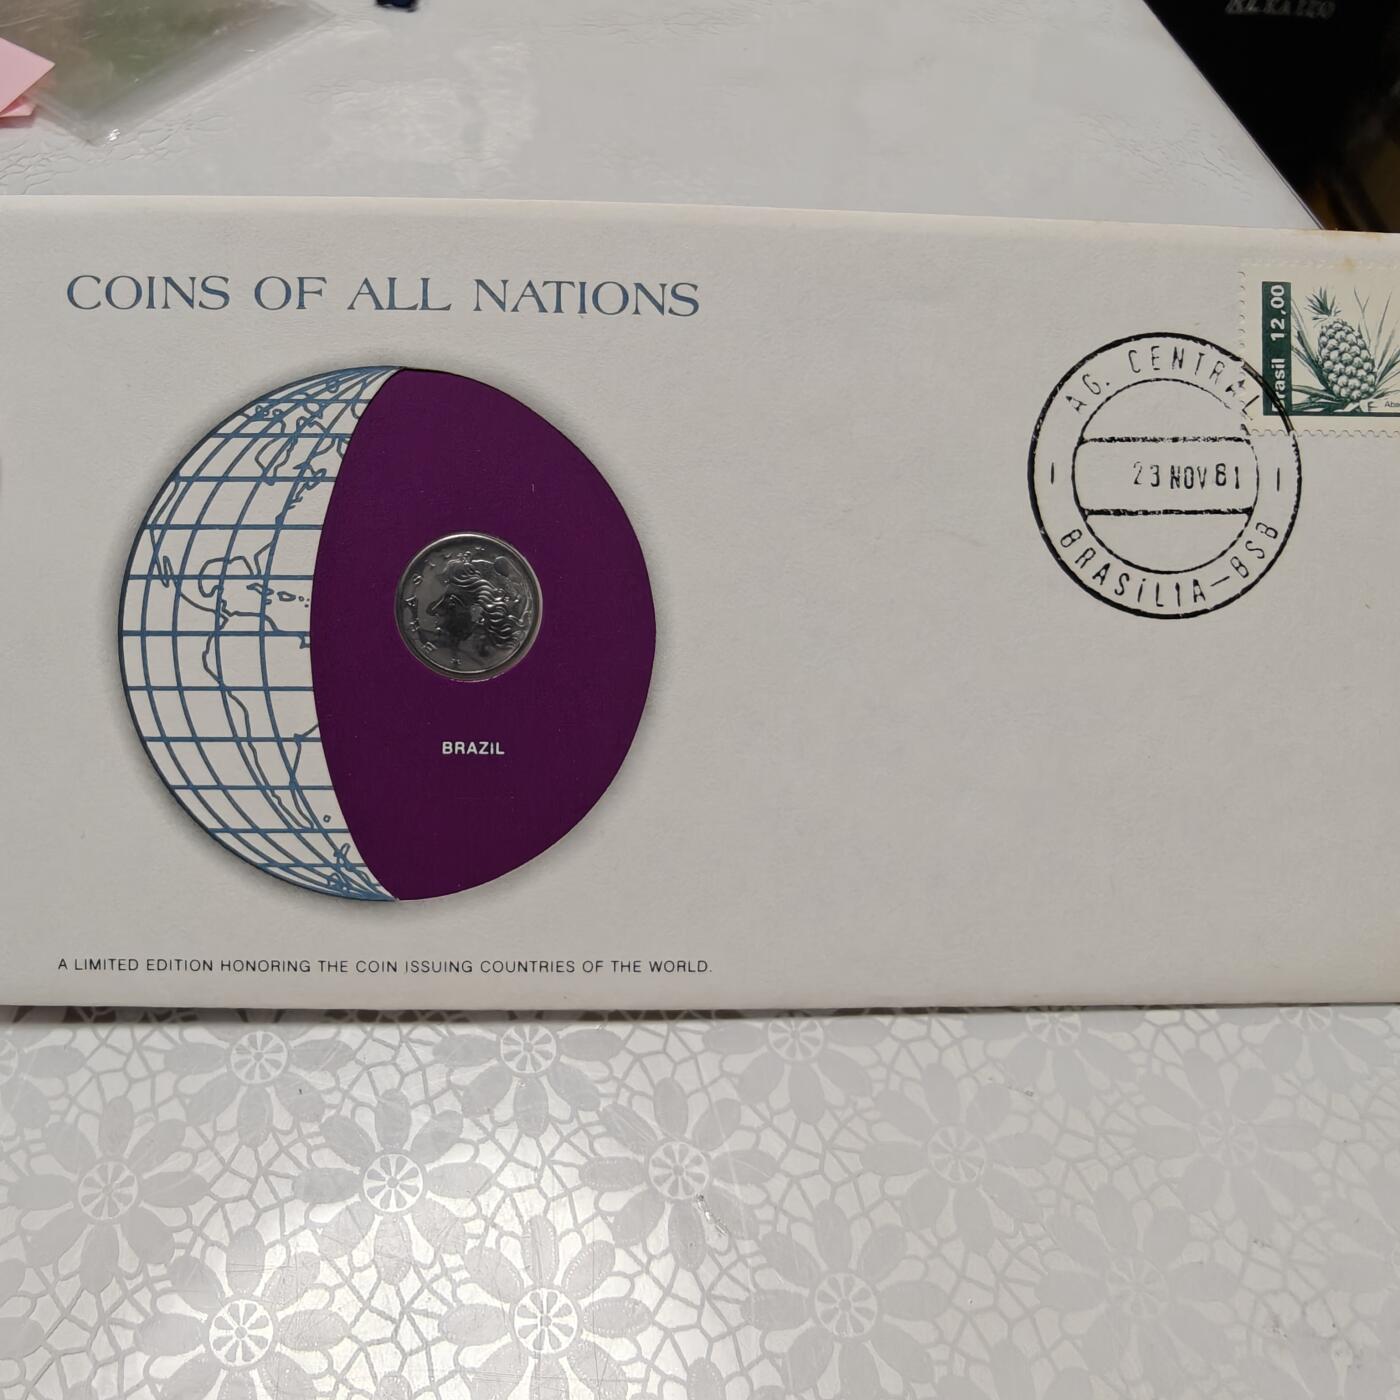 COINS OF ALL NATIONS
rasil 12,00
AG. CENTRAL
23 NOV 81
BRASíLIA-BSB
BRASIL
BRAZIL
A LIMITED EDITION HONORING THE COIN ISSUING COUNTRIES OF THE WORLD.